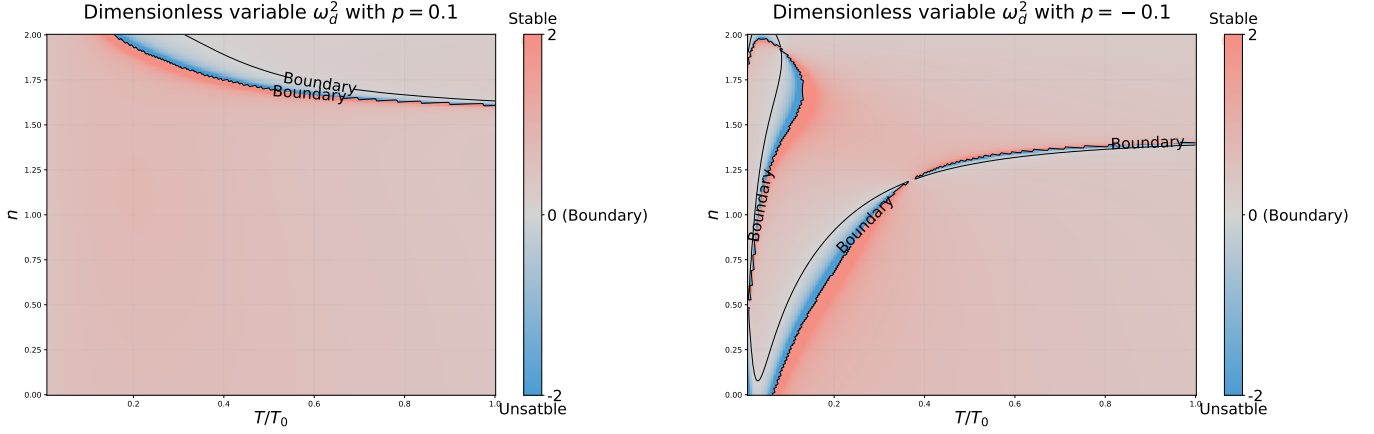 Dimensionless variable ω_d^2 with p = 0.1
Stable
2
0 (Boundary)
-2
Unsatble
2.00
1.75
1.50
1.25
1.00
0.75
0.50
0.25
0.00
n
Boundary
Boundary
0.2
0.4
0.6
0.8
1.0
T/T_0
Dimensionless variable ω_d^2 with p = − 0.1
Stable
2
0 (Boundary)
-2
Unsatble
2.00
1.75
1.50
1.25
1.00
0.75
0.50
0.25
0.00
n
Boundary
Boundary
Boundary
0.2
0.4
0.6
0.8
1.0
T/T_0